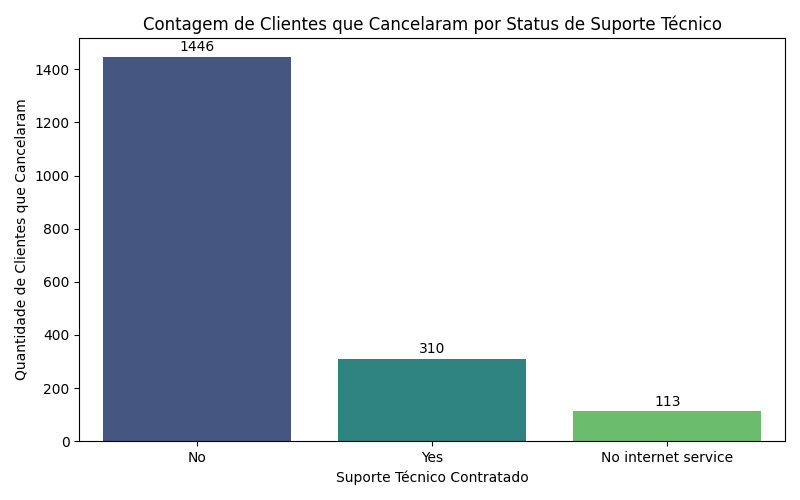 Contagem de Clientes que Cancelaram por Status de Suporte Técnico
Quantidade de Clientes que Cancelaram
1400
1200
1000
800
600
400
200
0
1446
310
113
No
Yes
No internet service
Suporte Técnico Contratado